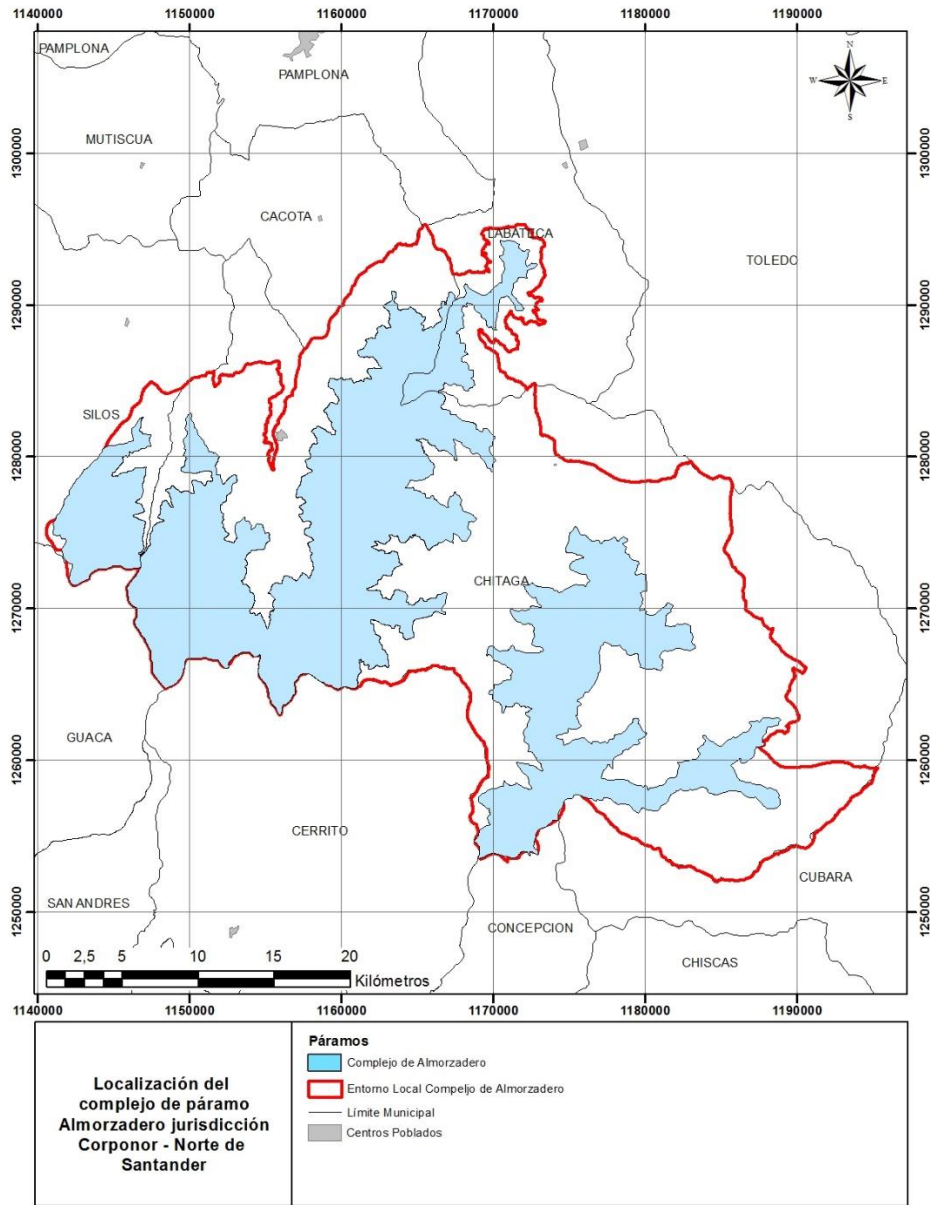 1140000 1150000 1160000 1170000 1180000 1190000
PAMPLONA
PAMPLONA
N
W E
S
MUTISCUA
1300000 1300000
CACOTA
LABATECA
TOLEDO
1290000 1290000
SILOS
1280000 1280000
CHITAGA
1270000 1270000
GUACA
1260000 1260000
CERRITO
CUBARA
SAN ANDRES
1250000 1250000
CONCEPCION
CHISCAS
0 2,5 5 10 15 20
Kilómetros
1140000 1150000 1160000 1170000 1180000 1190000
Localización del
complejo de páramo
Almorzadero jurisdicción
Corponor - Norte de
Santander
Páramos
Complejo de Almorzadero
Entorno Local Compeljo de Almorzadero
Límite Municipal
Centros Poblados